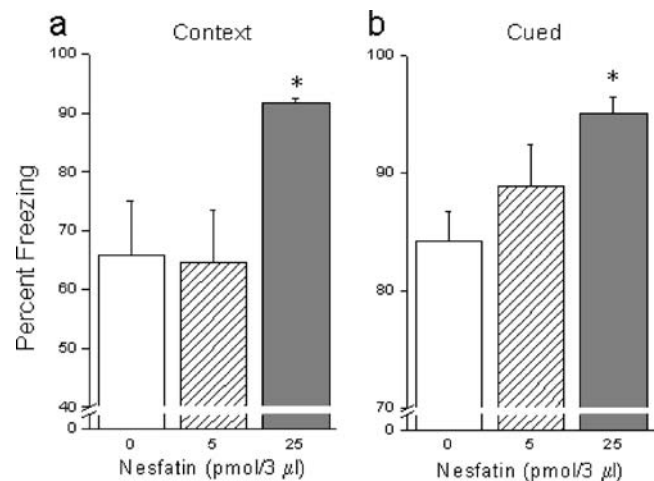 a
Context
b
Cued
Percent Freezing
100
90
80
70
60
50
40
0
*
0 5 25
Nesfatin (pmol/3 μl)
100
90
80
70
0
*
0 5 25
Nesfatin (pmol/3 μl)